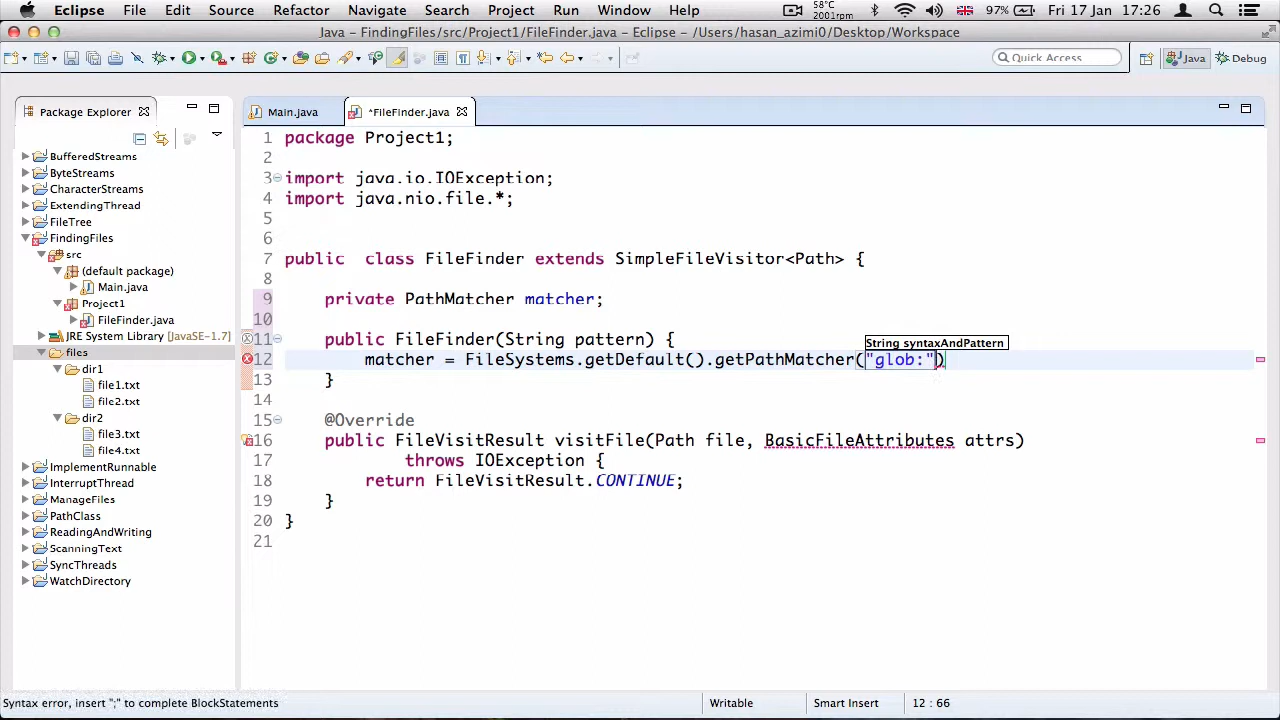 Eclipse File Edit Source Refactor Navigate Search Project Run Window Help 58°C 2001rpm 97% Fri 17 Jan 17:26
Java - FindingFiles/src/Project1/FileFinder.java - Eclipse - /Users/hasan_azimi0/Desktop/Workspace
Quick Access Java Debug
Package Explorer
Main.java *FileFinder.java
BufferedStreams
ByteStreams
CharacterStreams
ExtendingThread
FileTree
FindingFiles
src
(default package)
Main.java
Project1
FileFinder.java
JRE System Library [JavaSE-1.7]
files
dir1
file1.txt
file2.txt
dir2
file3.txt
file4.txt
ImplementRunnable
InterruptThread
ManageFiles
PathClass
ReadingAndWriting
ScanningText
SyncThreads
WatchDirectory
1 package Project1;
2
3 import java.io.IOException;
4 import java.nio.file.*;
5
6
7 public  class FileFinder extends SimpleFileVisitor<Path> {
8
9 private PathMatcher matcher;
10
11 public FileFinder(String pattern) {
String syntaxAndPattern
12 matcher = FileSystems.getDefault().getPathMatcher("glob:")
13 }
14
15 @Override
16 public FileVisitResult visitFile(Path file, BasicFileAttributes attrs)
17 throws IOException {
18 return FileVisitResult.CONTINUE;
19 }
20 }
21
Syntax error, insert ";" to complete BlockStatements Writable Smart Insert 12 : 66